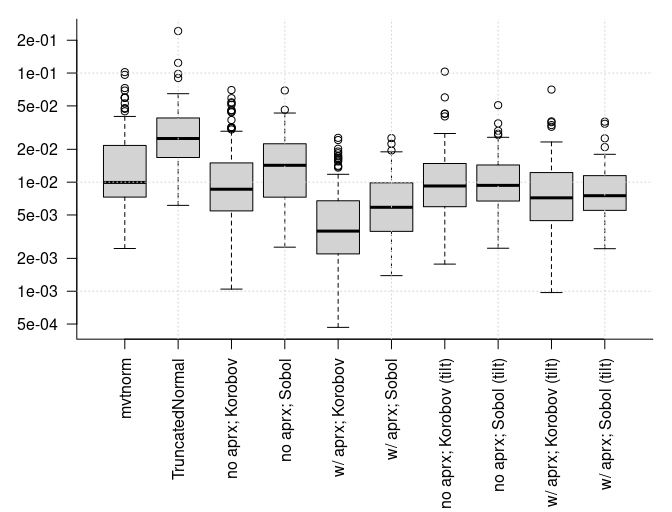 2e-01
1e-01
5e-02
2e-02
1e-02
5e-03
2e-03
1e-03
5e-04
mvtnorm
TruncatedNormal
no aprx; Korobov
no aprx; Sobol
w/ aprx; Korobov
w/ aprx; Sobol
no aprx; Korobov (tilt)
no aprx; Sobol (tilt)
w/ aprx; Korobov (tilt)
w/ aprx; Sobol (tilt)